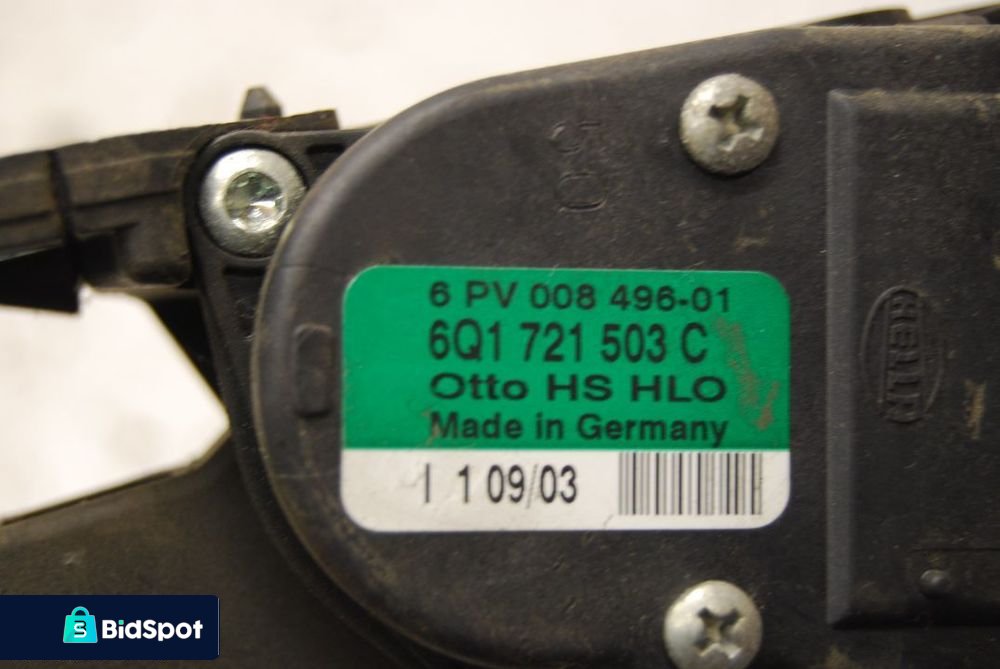 6 PV 008 496-01
6Q1 721 503 C
Otto HS HLO
Made in Germany
I 1 09/03
HELLA
BidSpot